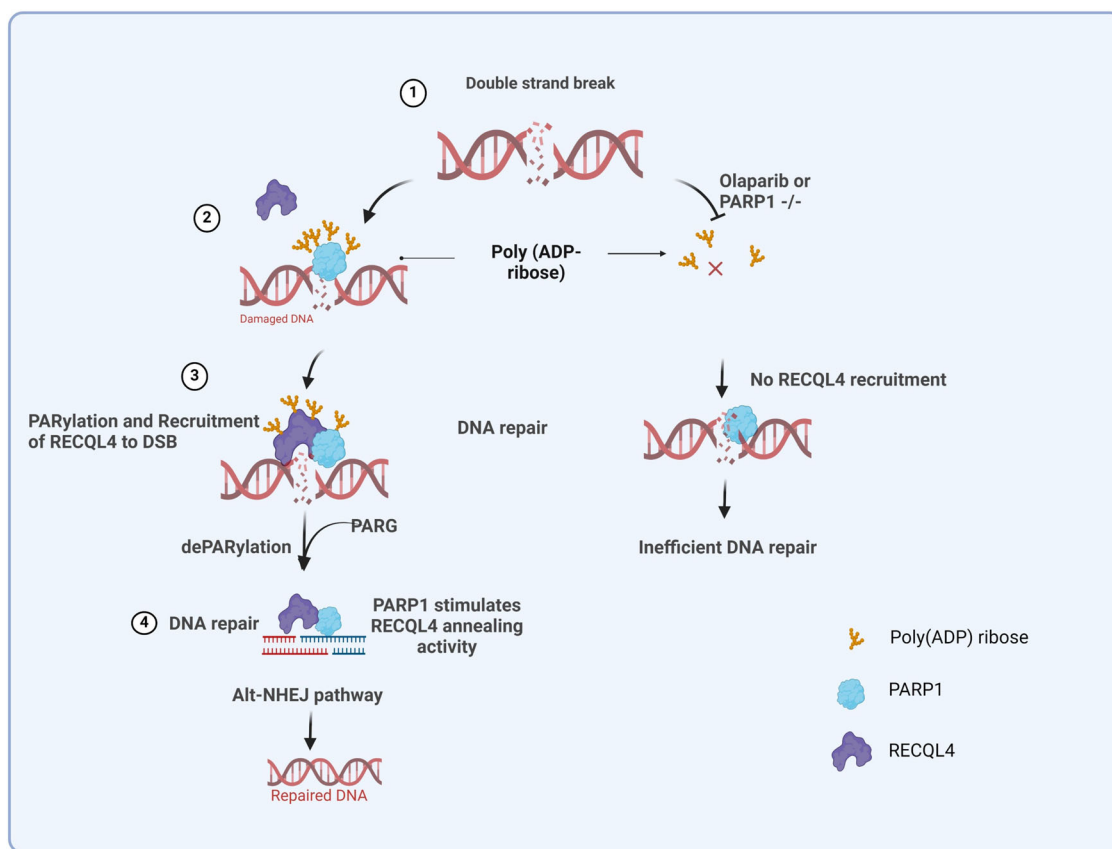 1
Double strand break
Olaparib or
PARP1 -/-
2
Poly (ADP-
ribose)
Damaged DNA
3
PARylation and Recruitment
of RECQL4 to DSB
No RECQL4 recruitment
DNA repair
PARG
dePARylation
Inefficient DNA repair
4
DNA repair
PARP1 stimulates
RECQL4 annealing
activity
Alt-NHEJ pathway
Repaired DNA
Poly(ADP) ribose
PARP1
RECQL4